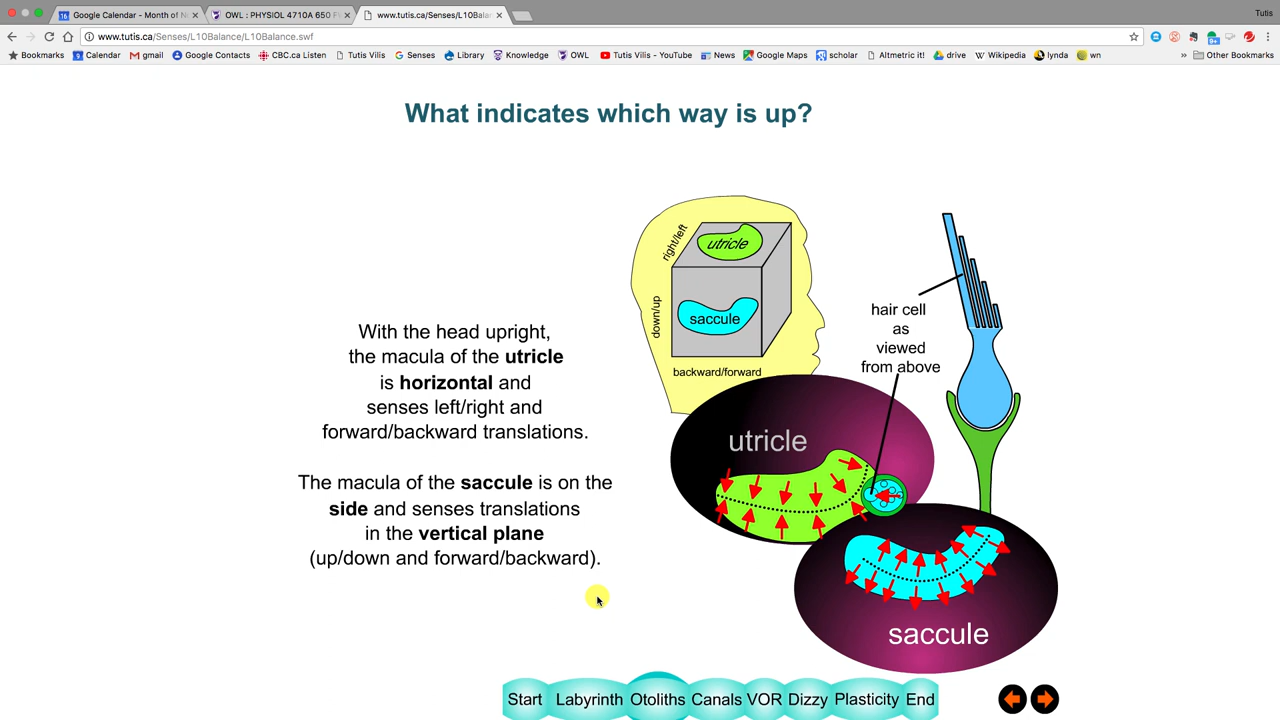 Google Calendar - Month of N
OWL : PHYSIOL 4710A 650 F
www.tutis.ca/Senses/L10Bal
Tutis
www.tutis.ca/Senses/L10Balance/L10Balance.swf
Bookmarks Calendar gmail Google Contacts CBC.ca Listen Tutis Vilis Senses Library Knowledge OWL Tutis Vilis - YouTube News Google Maps scholar Altmetric it! drive Wikipedia lynda wn » Other Bookmarks
What indicates which way is up?
With the head upright,
the macula of the utricle
is horizontal and
senses left/right and
forward/backward translations.
The macula of the saccule is on the
side and senses translations
in the vertical plane
(up/down and forward/backward).
right/left
utricle
down/up
saccule
backward/forward
hair cell
as
viewed
from above
utricle
saccule
Start Labyrinth Otoliths Canals VOR Dizzy Plasticity End